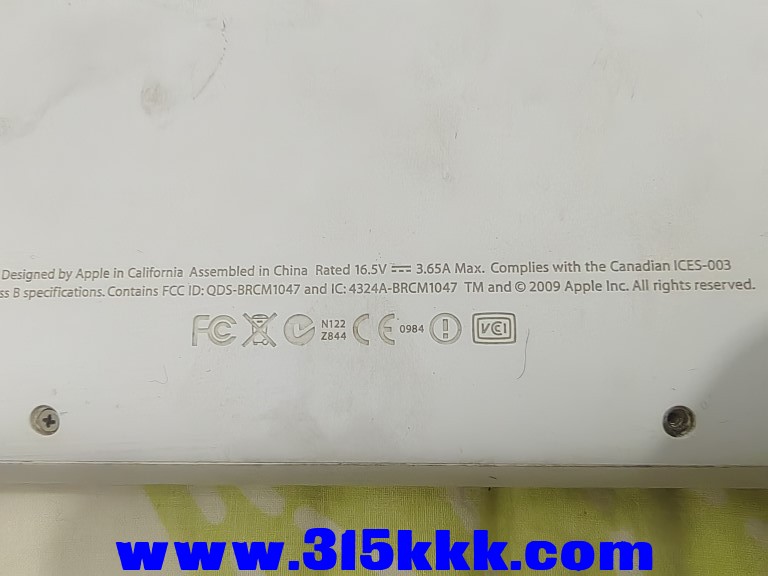 Designed by Apple in California Assembled in China Rated 16.5V ⎓ 3.65A Max. Complies with the Canadian ICES-003
ss B specifications. Contains FCC ID: QDS-BRCM1047 and IC: 4324A-BRCM1047 TM and © 2009 Apple Inc. All rights reserved.
FC N122 CE 0984 VCI
Z844
www.315kkk.com